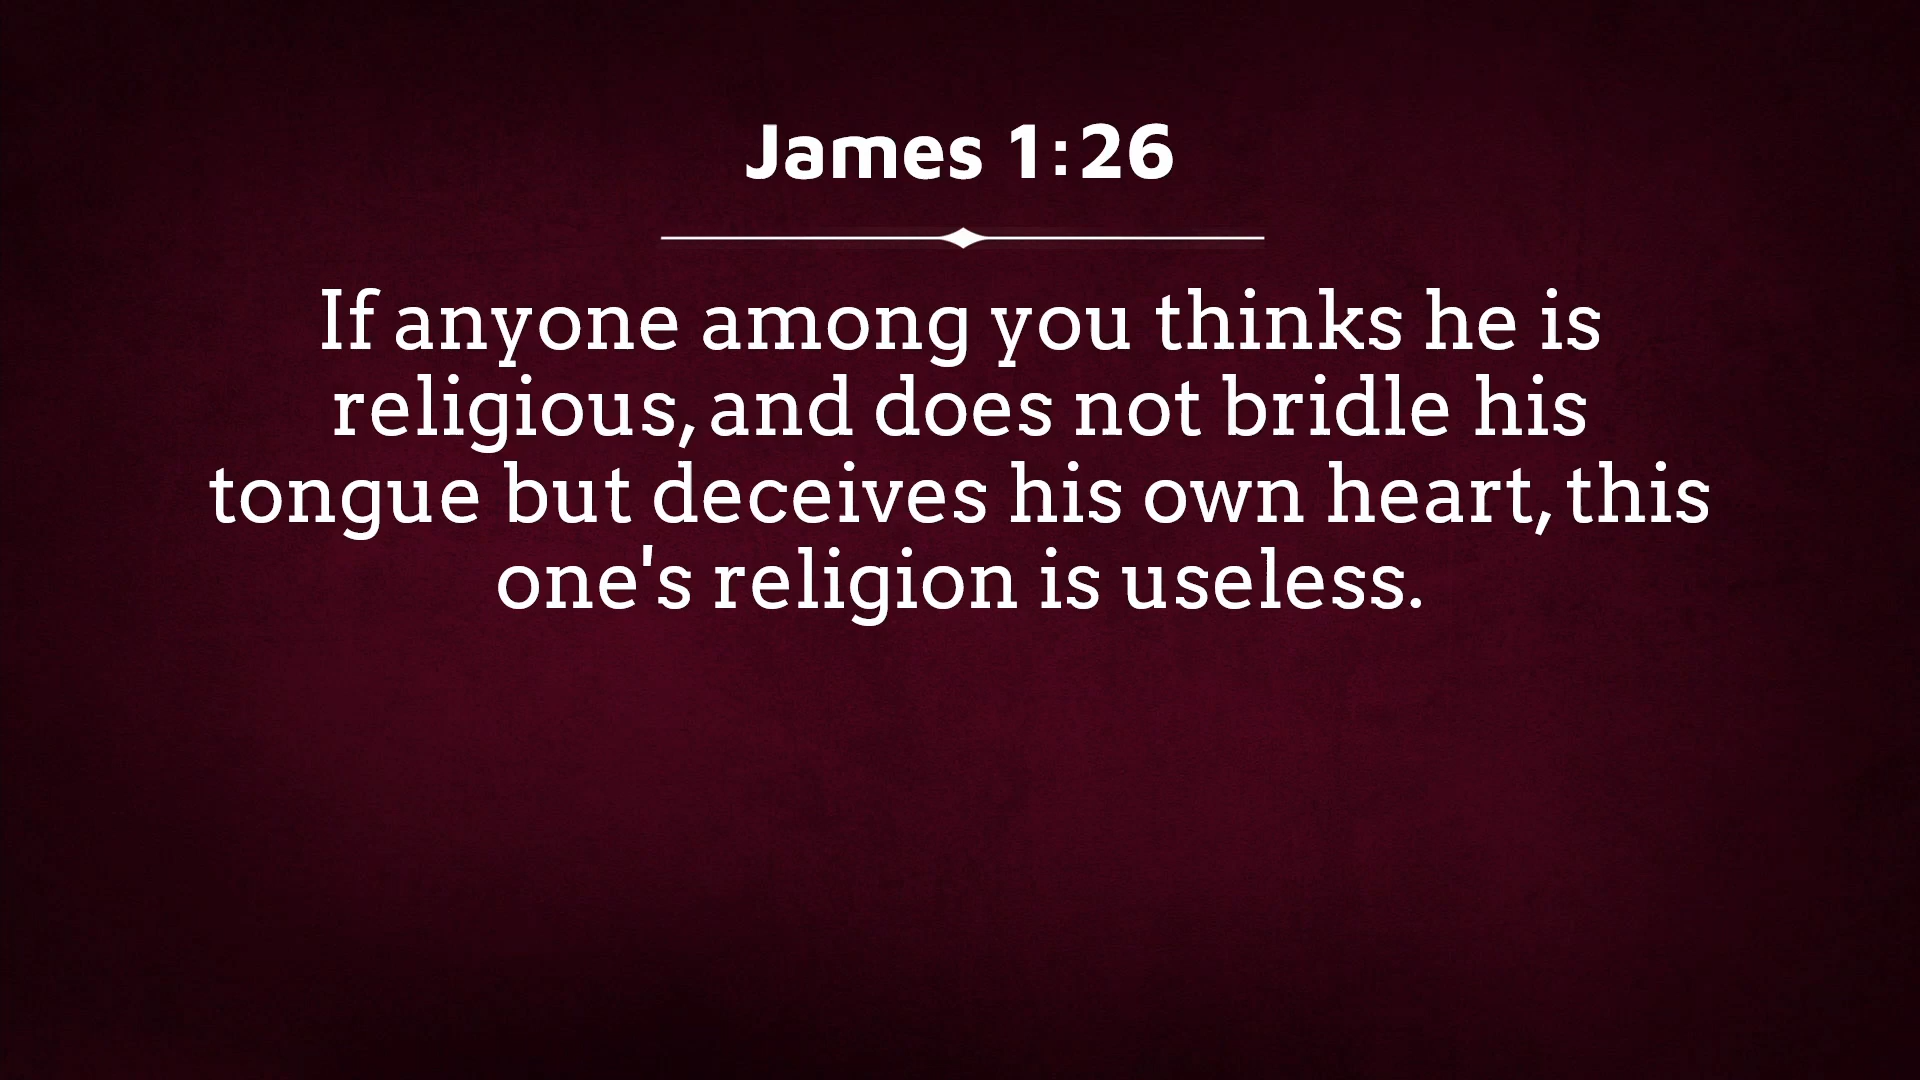 James 1:26
If anyone among you thinks he is
religious, and does not bridle his
tongue but deceives his own heart, this
one's religion is useless.